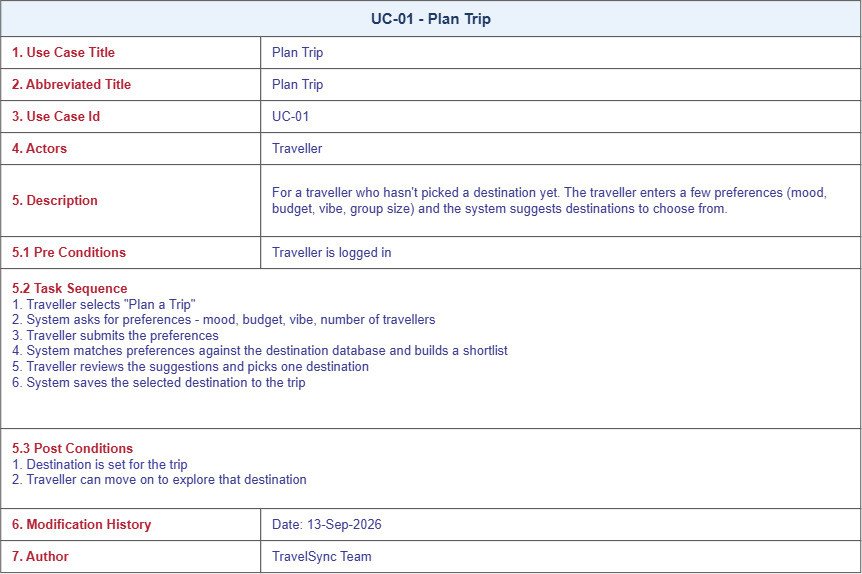 UC-01 - Plan Trip
1. Use Case Title Plan Trip
2. Abbreviated Title Plan Trip
3. Use Case Id UC-01
4. Actors Traveller
5. Description
For a traveller who hasn't picked a destination yet. The traveller enters a few preferences (mood,
budget, vibe, group size) and the system suggests destinations to choose from.
5.1 Pre Conditions Traveller is logged in
5.2 Task Sequence
1. Traveller selects "Plan a Trip"
2. System asks for preferences - mood, budget, vibe, number of travellers
3. Traveller submits the preferences
4. System matches preferences against the destination database and builds a shortlist
5. Traveller reviews the suggestions and picks one destination
6. System saves the selected destination to the trip
5.3 Post Conditions
1. Destination is set for the trip
2. Traveller can move on to explore that destination
6. Modification History Date: 13-Sep-2026
7. Author TravelSync Team